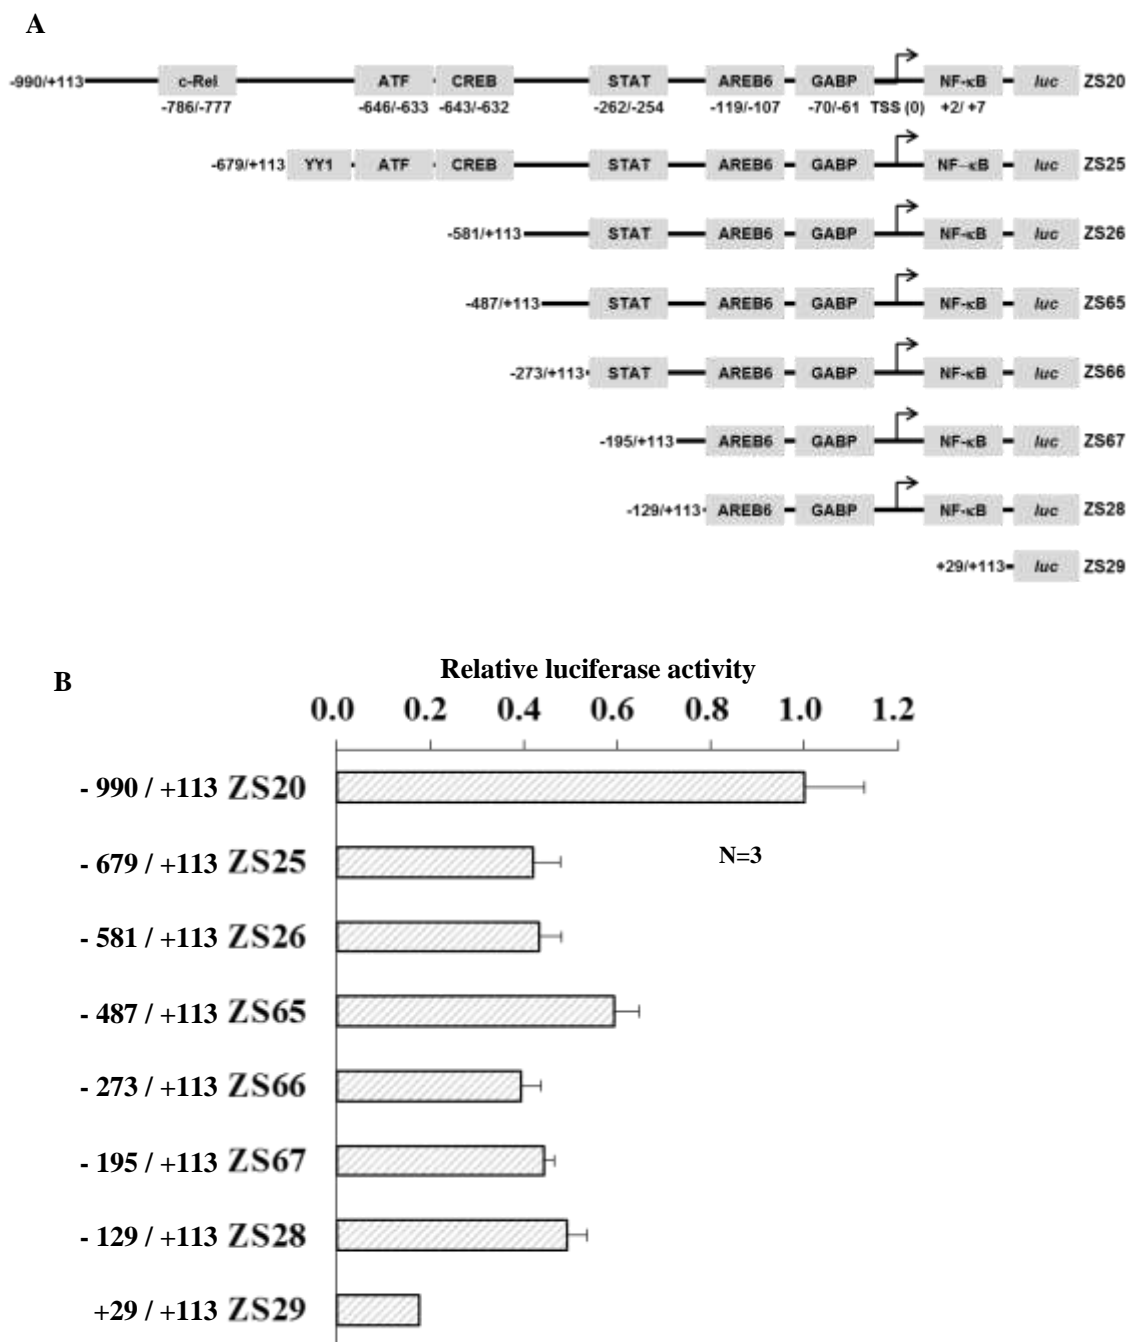 A
-990/+113 c-Rel ATF CREB STAT AREB6 GABP NF-κB luc ZS20
-786/-777 -646/-633 -643/-632 -262/-254 -119/-107 -70/-61 TSS (0) +2/ +7
-679/+113 YY1 ATF CREB STAT AREB6 GABP NF-κB luc ZS25
-581/+113 STAT AREB6 GABP NF-κB luc ZS26
-487/+113 STAT AREB6 GABP NF-κB luc ZS65
-273/+113 STAT AREB6 GABP NF-κB luc ZS66
-195/+113 AREB6 GABP NF-κB luc ZS67
-129/+113 AREB6 GABP NF-κB luc ZS28
+29/+113 luc ZS29
B
Relative luciferase activity
0.0 0.2 0.4 0.6 0.8 1.0 1.2
- 990 / +113 ZS20
- 679 / +113 ZS25
N=3
- 581 / +113 ZS26
- 487 / +113 ZS65
- 273 / +113 ZS66
- 195 / +113 ZS67
- 129 / +113 ZS28
+29 / +113 ZS29